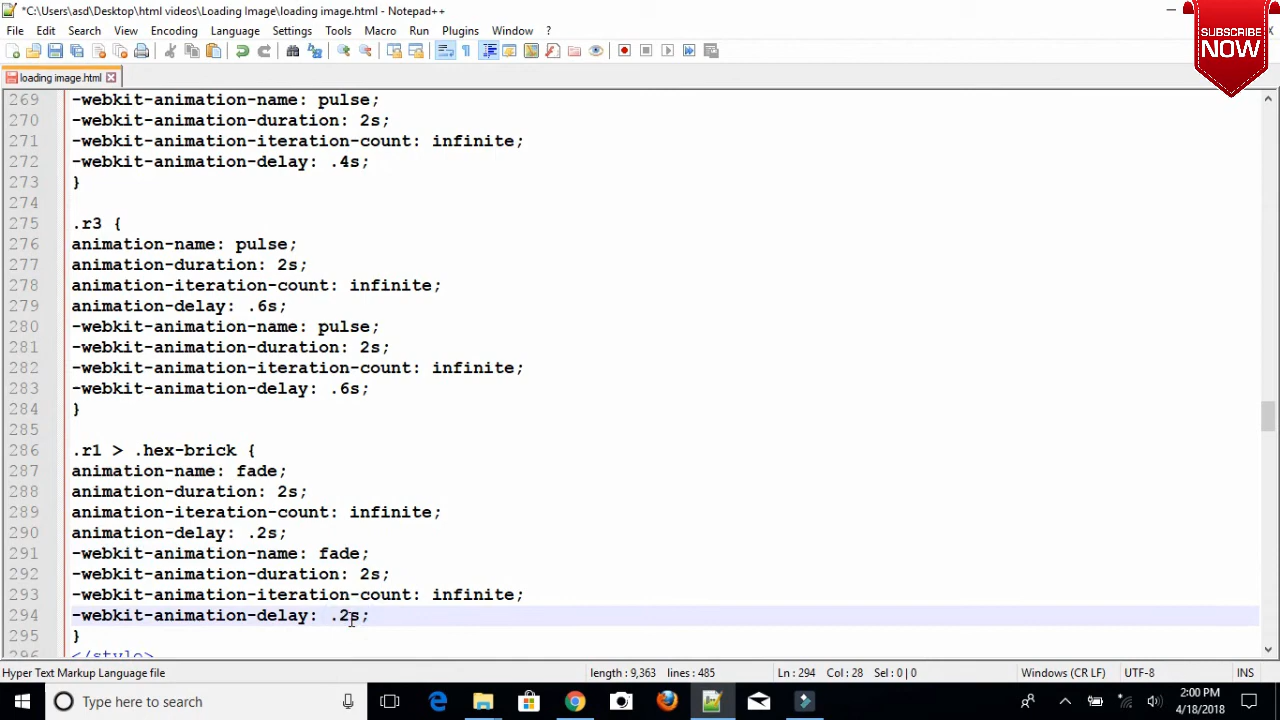 *C:\Users\asd\Desktop\html videos\Loading Image\loading image.html - Notepad++
SUBSCRIBE
NOW
File Edit Search View Encoding Language Settings Tools Macro Run Plugins Window ?
loading image.html
269 -webkit-animation-name: pulse;
270 -webkit-animation-duration: 2s;
271 -webkit-animation-iteration-count: infinite;
272 -webkit-animation-delay: .4s;
273 }
274
275 .r3 {
276 animation-name: pulse;
277 animation-duration: 2s;
278 animation-iteration-count: infinite;
279 animation-delay: .6s;
280 -webkit-animation-name: pulse;
281 -webkit-animation-duration: 2s;
282 -webkit-animation-iteration-count: infinite;
283 -webkit-animation-delay: .6s;
284 }
285
286 .r1 > .hex-brick {
287 animation-name: fade;
288 animation-duration: 2s;
289 animation-iteration-count: infinite;
290 animation-delay: .2s;
291 -webkit-animation-name: fade;
292 -webkit-animation-duration: 2s;
293 -webkit-animation-iteration-count: infinite;
294 -webkit-animation-delay: .2s;
295 }
296 </style>
Hyper Text Markup Language file length : 9,363 lines : 485 Ln : 294 Col : 28 Sel : 0 | 0 Windows (CR LF) UTF-8 INS
Type here to search
2:00 PM
4/18/2018